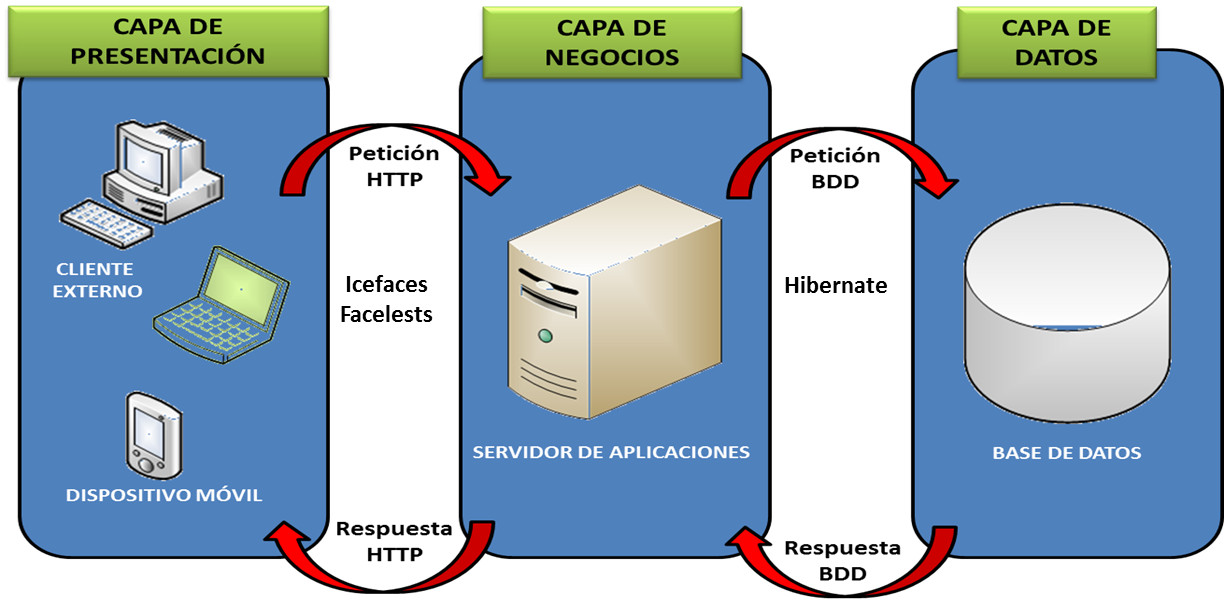 CAPA DE
PRESENTACIÓN
CLIENTE
EXTERNO
DISPOSITIVO MÓVIL
Petición
HTTP
Icefaces
Facelests
Respuesta
HTTP
CAPA DE
NEGOCIOS
SERVIDOR DE APLICACIONES
Petición
BDD
Hibernate
Respuesta
BDD
CAPA DE
DATOS
BASE DE DATOS